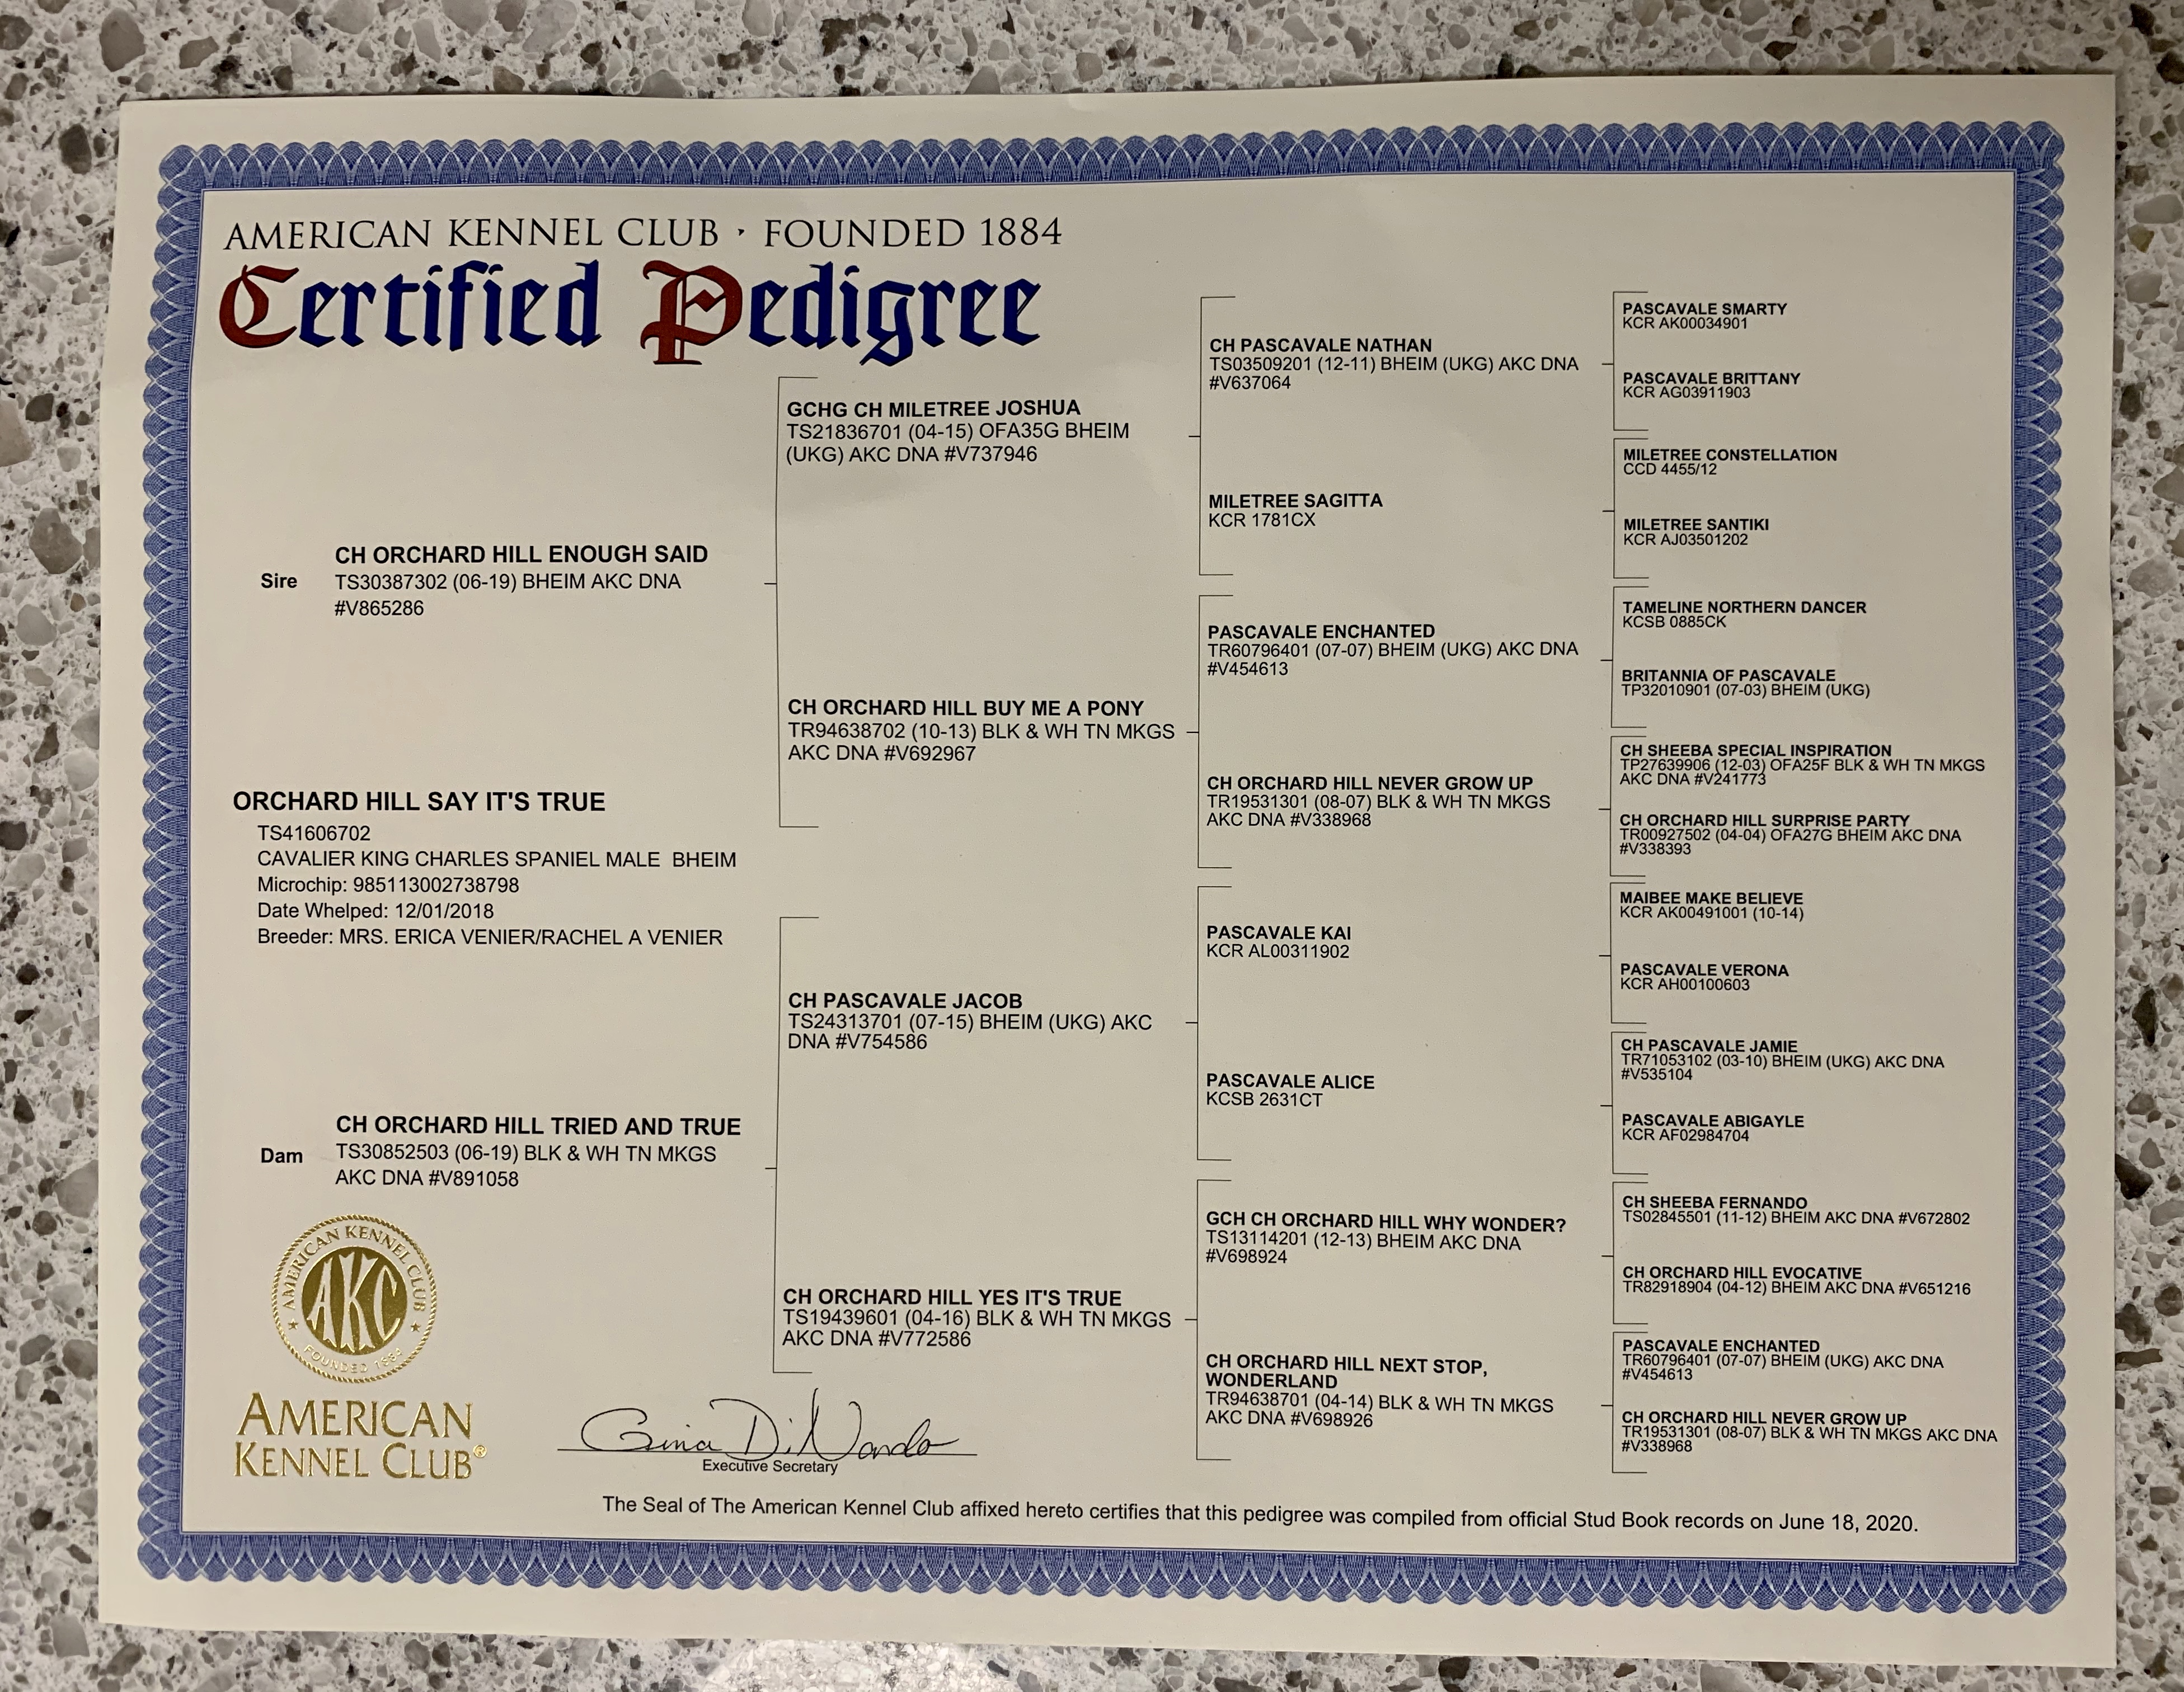 AMERICAN KENNEL CLUB · FOUNDED 1884
Certified Pedigree
Sire
CH ORCHARD HILL ENOUGH SAID
TS30387302 (06-19) BHEIM AKC DNA
#V865286
ORCHARD HILL SAY IT'S TRUE
TS41606702
CAVALIER KING CHARLES SPANIEL MALE BHEIM
Microchip: 985113002738798
Date Whelped: 12/01/2018
Breeder: MRS. ERICA VENIER/RACHEL A VENIER
Dam
CH ORCHARD HILL TRIED AND TRUE
TS30852503 (06-19) BLK & WH TN MKGS
AKC DNA #V891058
GCHG CH MILETREE JOSHUA
TS21836701 (04-15) OFA35G BHEIM
(UKG) AKC DNA #V737946
CH ORCHARD HILL BUY ME A PONY
TR94638702 (10-13) BLK & WH TN MKGS
AKC DNA #V692967
CH PASCAVALE JACOB
TS24313701 (07-15) BHEIM (UKG) AKC
DNA #V754586
CH ORCHARD HILL YES IT'S TRUE
TS19439601 (04-16) BLK & WH TN MKGS
AKC DNA #V772586
CH PASCAVALE NATHAN
TS03509201 (12-11) BHEIM (UKG) AKC DNA
#V637064
MILETREE SAGITTA
KCR 1781CX
PASCAVALE ENCHANTED
TR60796401 (07-07) BHEIM (UKG) AKC DNA
#V454613
CH ORCHARD HILL NEVER GROW UP
TR19531301 (08-07) BLK & WH TN MKGS
AKC DNA #V338968
PASCAVALE KAI
KCR AL00311902
PASCAVALE ALICE
KCSB 2631CT
GCH CH ORCHARD HILL WHY WONDER?
TS13114201 (12-13) BHEIM AKC DNA
#V698924
CH ORCHARD HILL NEXT STOP,
WONDERLAND
TR94638701 (04-14) BLK & WH TN MKGS
AKC DNA #V698926
PASCAVALE SMARTY
KCR AK00034901
PASCAVALE BRITTANY
KCR AG03911903
MILETREE CONSTELLATION
CCD 4455/12
MILETREE SANTIKI
KCR AJ03501202
TAMELINE NORTHERN DANCER
KCSB 0885CK
BRITANNIA OF PASCAVALE
TP32010901 (07-03) BHEIM (UKG)
CH SHEEBA SPECIAL INSPIRATION
TP27639906 (12-03) OFA25F BLK & WH TN MKGS
AKC DNA #V241773
CH ORCHARD HILL SURPRISE PARTY
TR00927502 (04-04) OFA27G BHEIM AKC DNA
#V338393
MAIBEE MAKE BELIEVE
KCR AK00491001 (10-14)
PASCAVALE VERONA
KCR AH00100603
CH PASCAVALE JAMIE
TR71053102 (03-10) BHEIM (UKG) AKC DNA
#V535104
PASCAVALE ABIGAYLE
KCR AF02984704
CH SHEEBA FERNANDO
TS02845501 (11-12) BHEIM AKC DNA #V672802
CH ORCHARD HILL EVOCATIVE
TR82918904 (04-12) BHEIM AKC DNA #V651216
PASCAVALE ENCHANTED
TR60796401 (07-07) BHEIM (UKG) AKC DNA
#V454613
CH ORCHARD HILL NEVER GROW UP
TR19531301 (08-07) BLK & WH TN MKGS AKC DNA
#V338968
AMERICAN KENNEL CLUB
AKC
FOUNDED 1884
AMERICAN
KENNEL CLUB®
Gina DiNardo
Executive Secretary
The Seal of The American Kennel Club affixed hereto certifies that this pedigree was compiled from official Stud Book records on June 18, 2020.